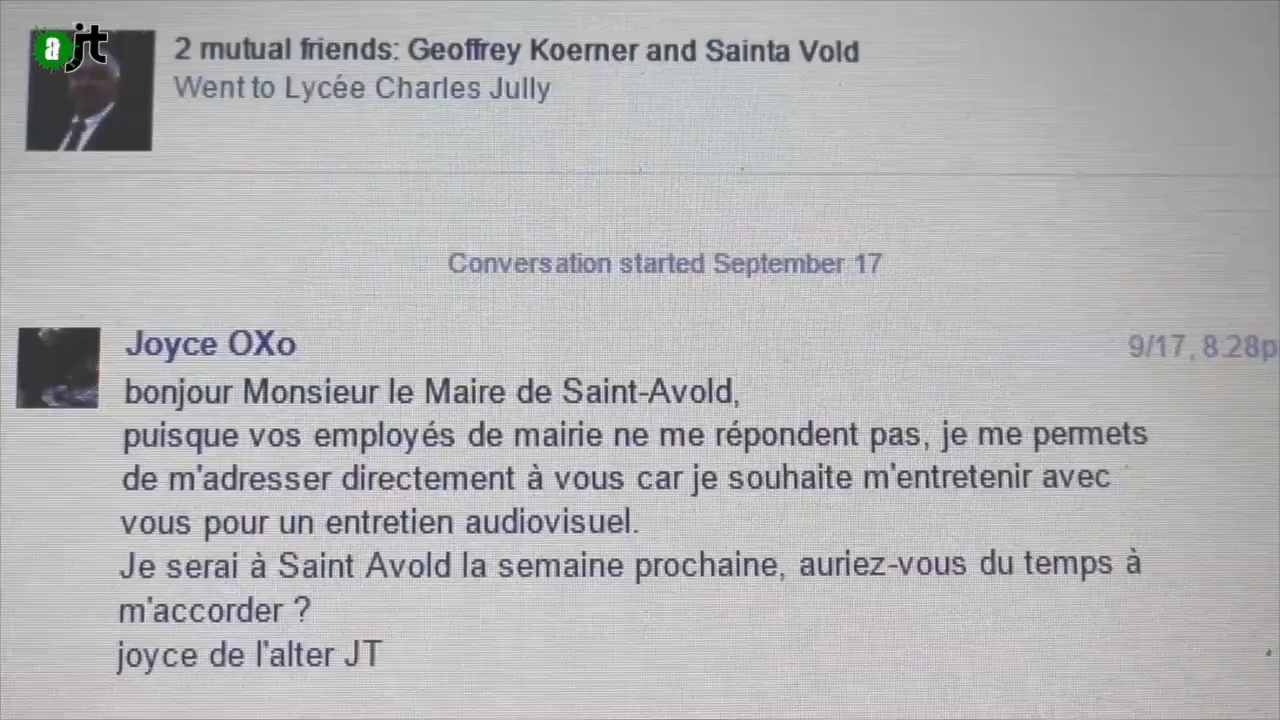 ajt
2 mutual friends: Geoffrey Koerner and Sainta Vold
Went to Lycée Charles Jully
Conversation started September 17
Joyce OXo
9/17, 8:28p
bonjour Monsieur le Maire de Saint-Avold,
puisque vos employés de mairie ne me répondent pas, je me permets
de m'adresser directement à vous car je souhaite m'entretenir avec
vous pour un entretien audiovisuel.
Je serai à Saint Avold la semaine prochaine, auriez-vous du temps à
m'accorder ?
joyce de l'alter JT